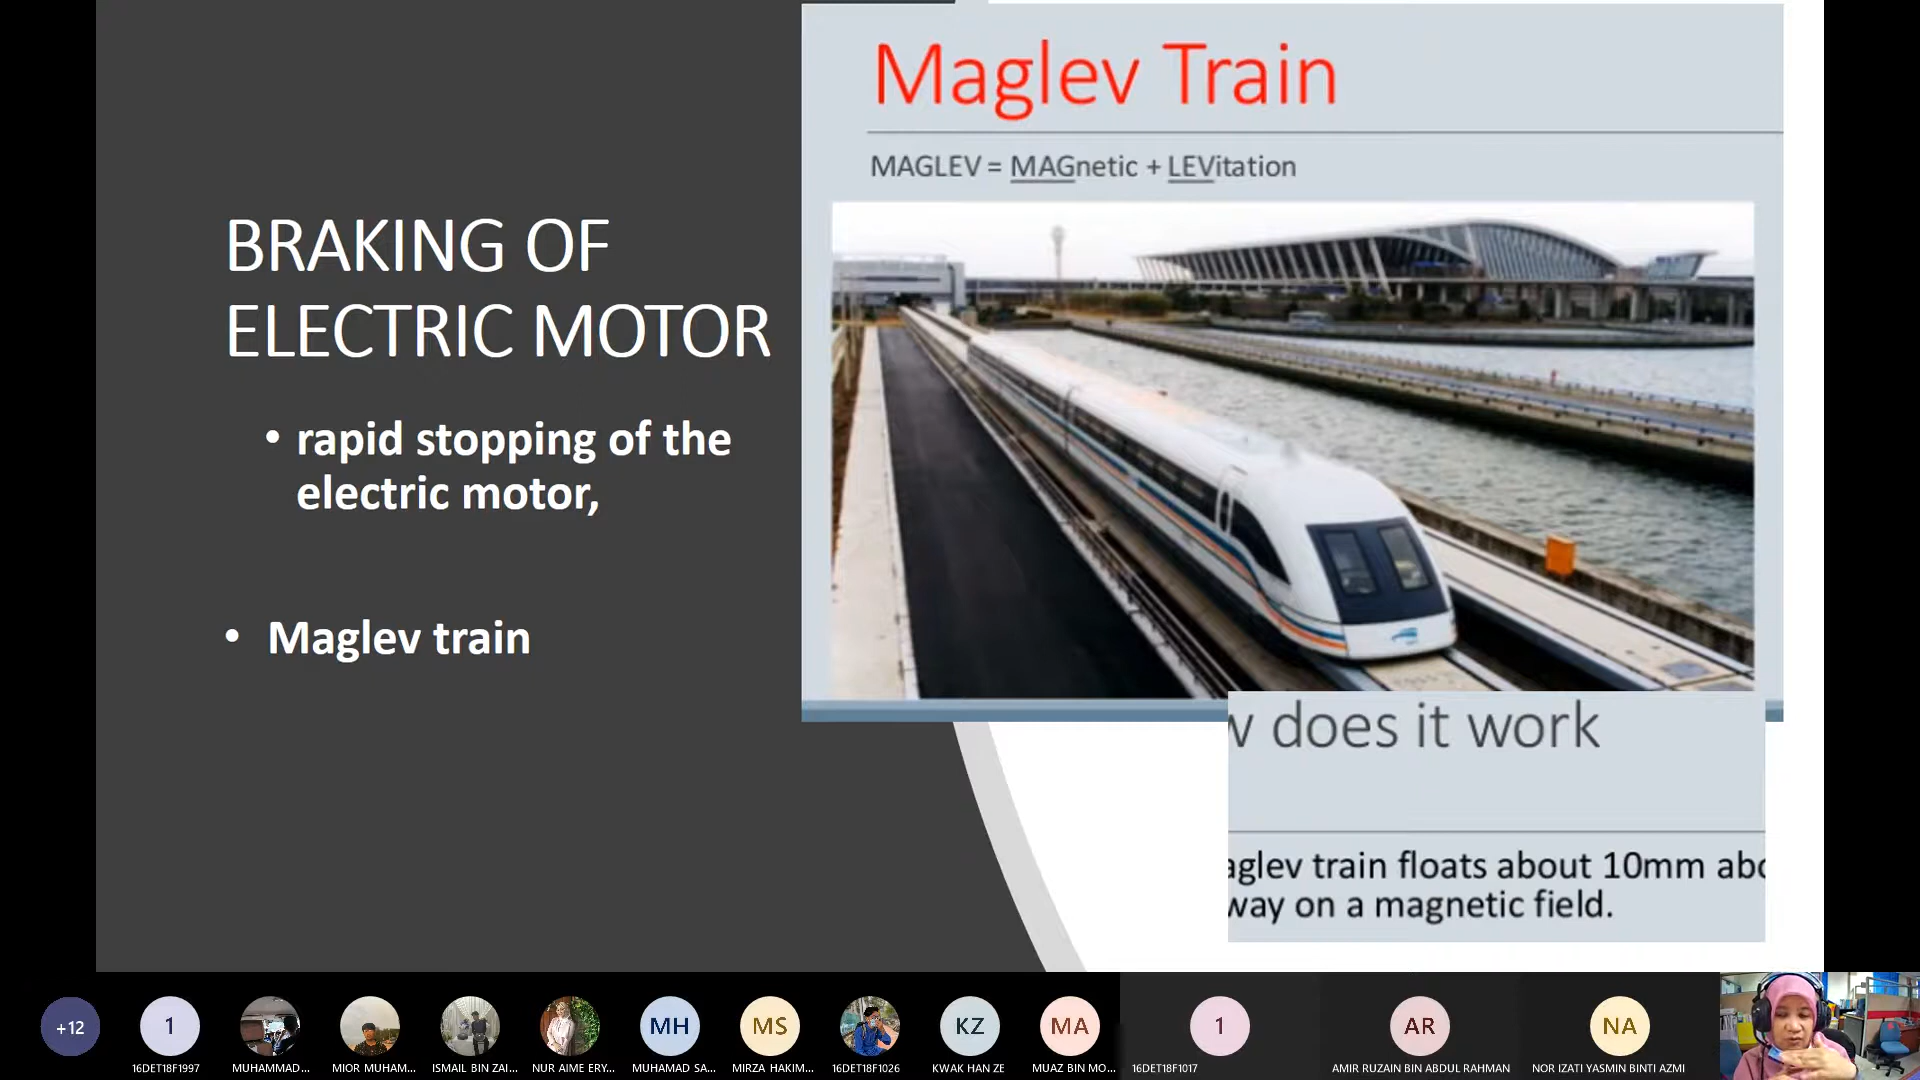 BRAKING OF
ELECTRIC MOTOR
• rapid stopping of the
electric motor,
• Maglev train
Maglev Train
MAGLEV = MAGnetic + LEVitation
w does it work
aglev train floats about 10mm abo
way on a magnetic field.
+12
1
MH
MS
KZ
MA
1
AR
NA
16DET18F1997
MUHAMMAD...
MIOR MUHAM...
ISMAIL BIN ZAI...
NUR AIME ERY...
MUHAMAD SA...
MIRZA HAKIM...
16DET18F1026
KWAK HAN ZE
MUAZ BIN MO...
16DET18F1017
AMIR RUZAIN BIN ABDUL RAHMAN
NOR IZATI YASMIN BINTI AZMI